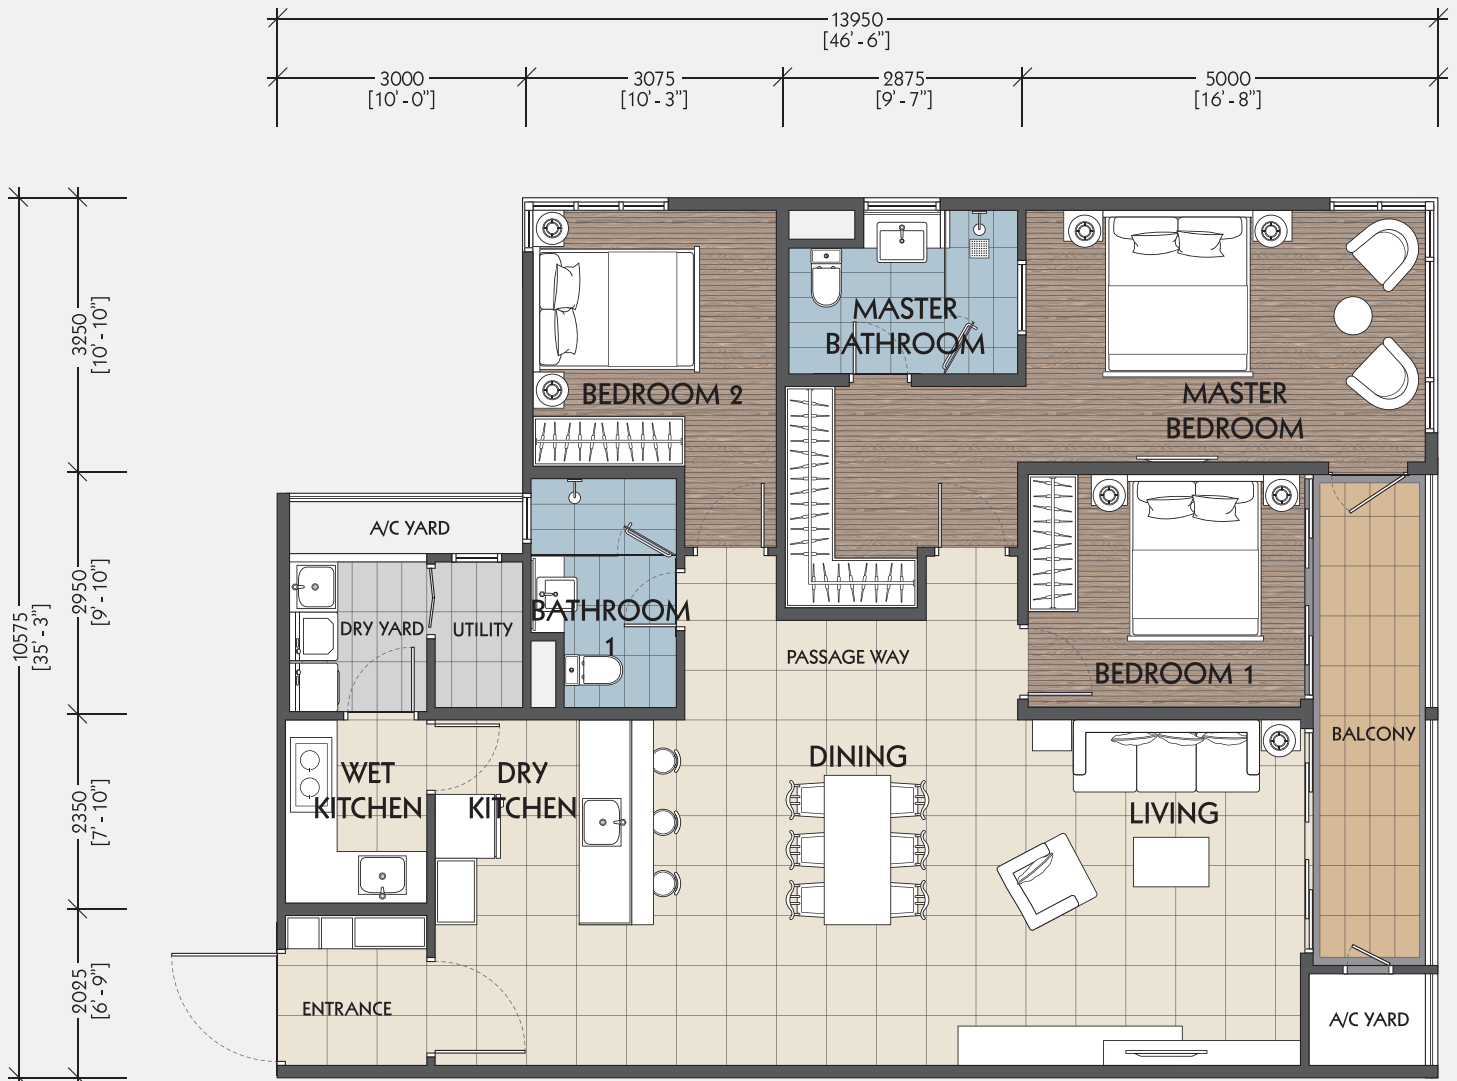 13950
[46'-6"]
3000
[10'-0"]
3075
[10'-3"]
2875
[9'-7"]
5000
[16'-8"]
10575
[35'-3"]
3250
[10'-10"]
2950
[9'-10"]
2350
[7'-10"]
2025
[6'-9"]
MASTER
BATHROOM
BEDROOM 2
MASTER
BEDROOM
A/C YARD
DRY YARD
UTILITY
BATHROOM
1
PASSAGE WAY
BEDROOM 1
BALCONY
WET
KITCHEN
DRY
KITCHEN
DINING
LIVING
ENTRANCE
A/C YARD